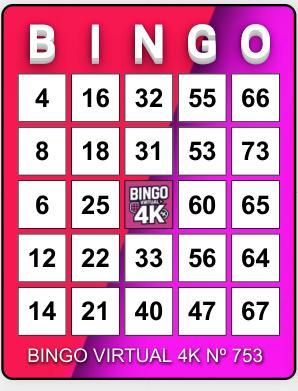 B I N G O
4 16 32 55 66
8 18 31 53 73
6 25 BINGO VIRTUAL 4K 60 65
12 22 33 56 64
14 21 40 47 67
BINGO VIRTUAL 4K Nº 753